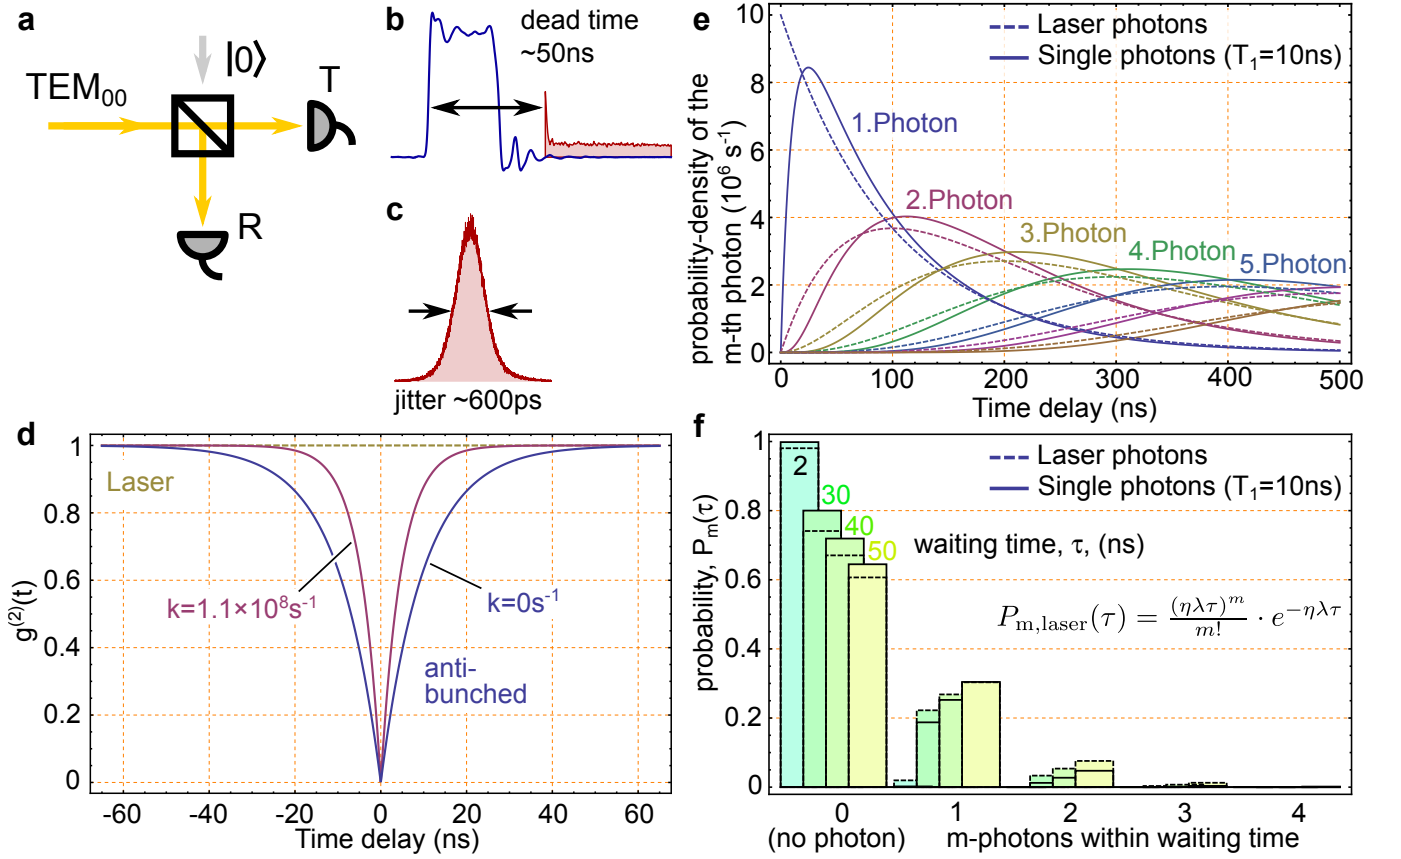 a
|0⟩
TEM₀₀
T
R
b
dead time
~50ns
c
jitter ~600ps
d
g⁽²⁾(t)
1
0.8
0.6
0.4
0.2
0
Laser
k=1.1×10⁸s⁻¹
k=0s⁻¹
anti-
bunched
-60 -40 -20 0 20 40 60
Time delay (ns)
e
probability-density of the
m-th photon (10⁶ s⁻¹)
10
8
6
4
2
0
Laser photons
Single photons (T₁=10ns)
1.Photon
2.Photon
3.Photon
4.Photon
5.Photon
0 100 200 300 400 500
Time delay (ns)
f
probability, Pₘ(τ)
1
0.8
0.6
0.4
0.2
0
Laser photons
Single photons (T₁=10ns)
2
30
40
50
waiting time, τ, (ns)
P_{m,laser}(τ) = (ηλτ)^m / m! · e^{−ηλτ}
0 1 2 3 4
(no photon) m-photons within waiting time